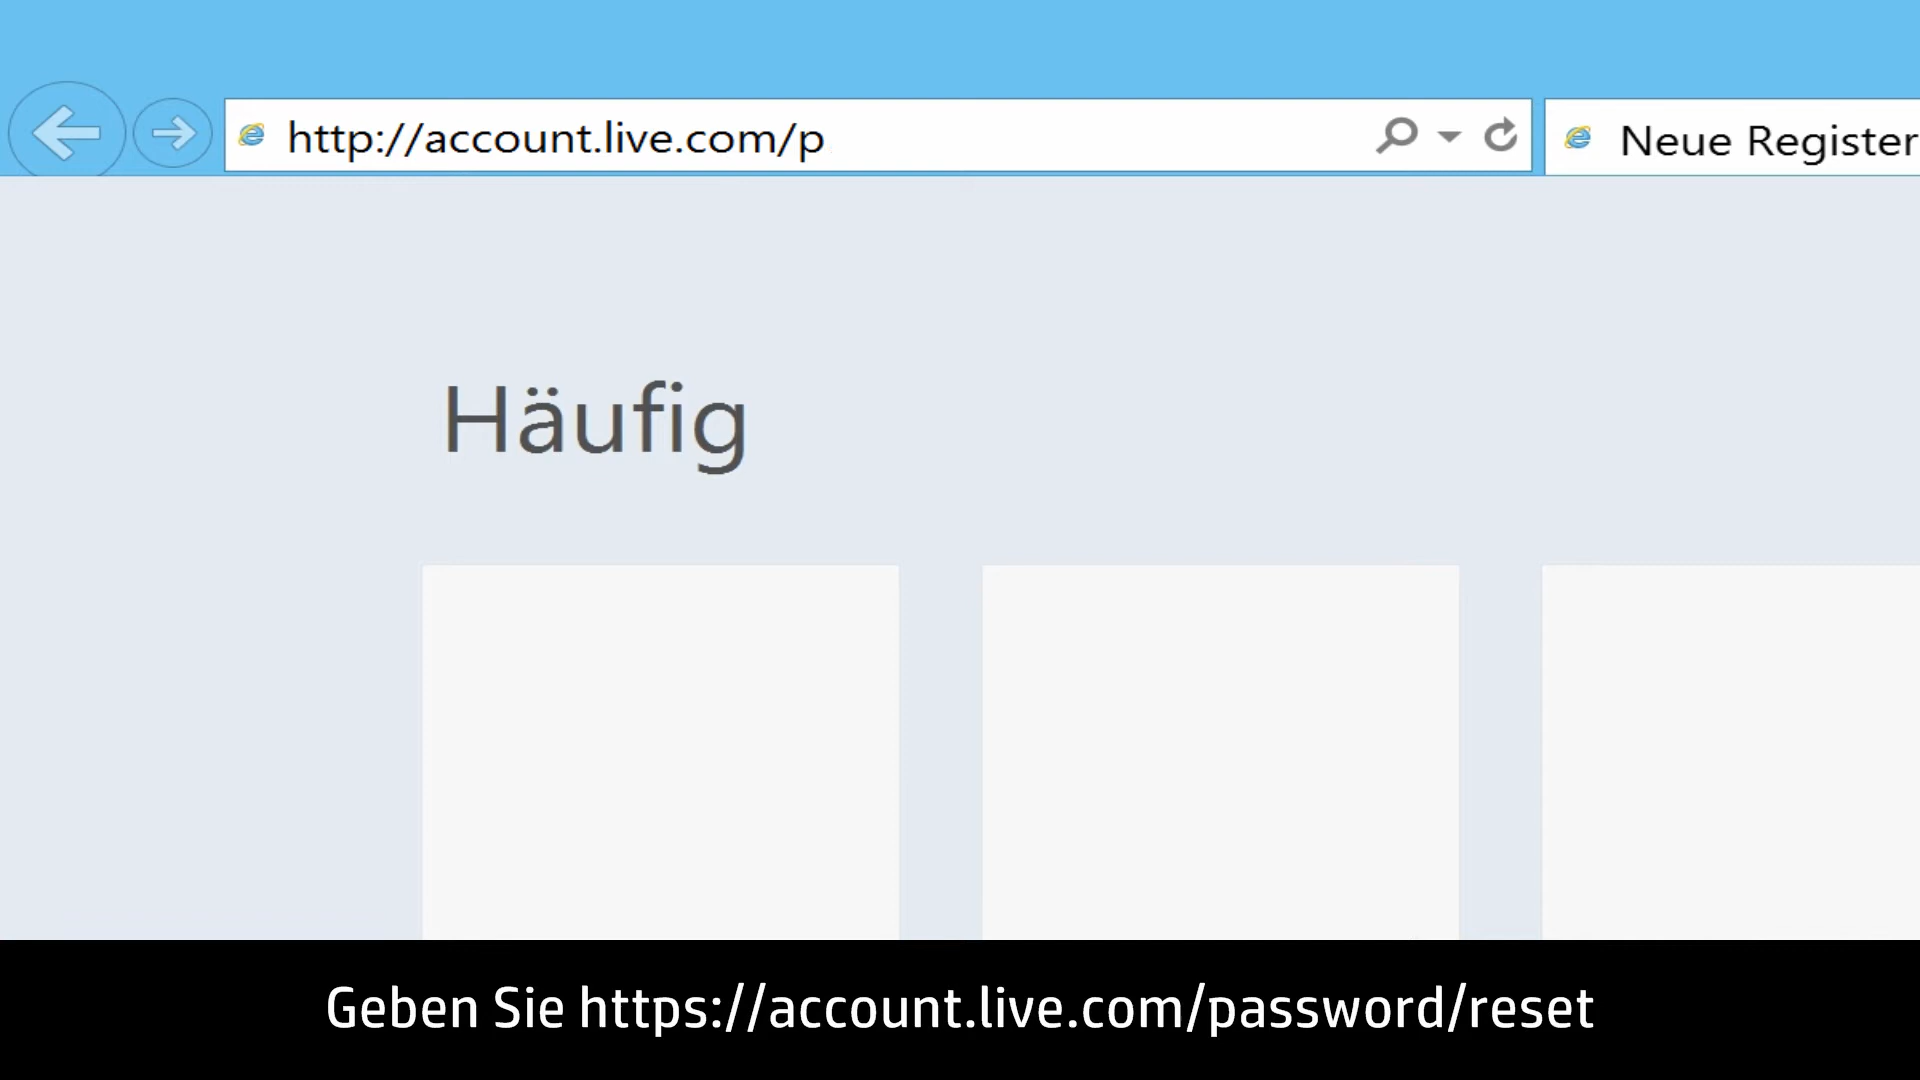 http://account.live.com/p
Neue Register
Häufig
Geben Sie https://account.live.com/password/reset